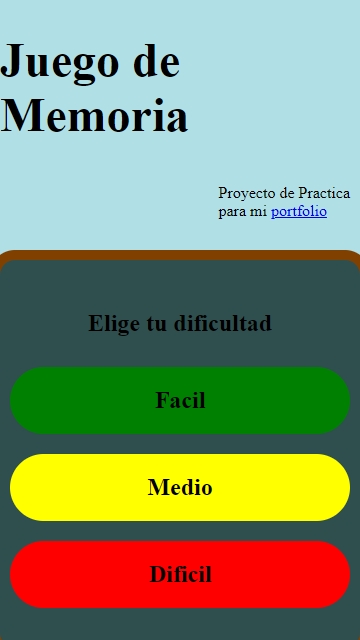 Juego de
Memoria
Proyecto de Practica
para mi portfolio
Elige tu dificultad
Facil
Medio
Dificil